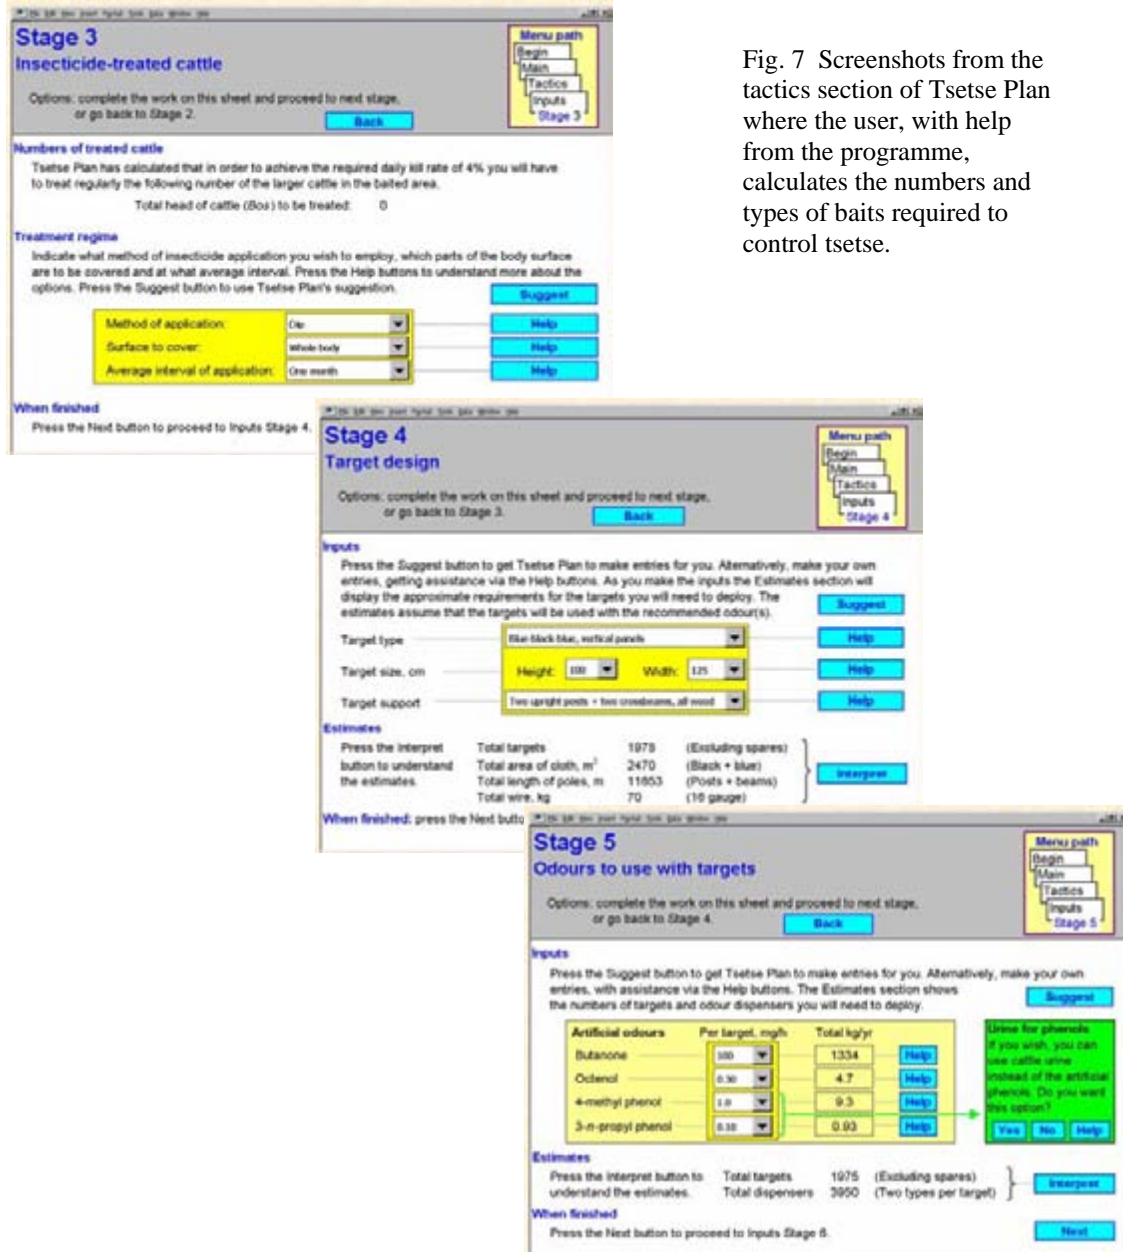 Stage 3
Insecticide-treated cattle
Options: complete the work on this sheet and proceed to next stage,
or go back to Stage 2.
Back
Menu path
Begin
Main
Tactics
Inputs
Stage 3
Numbers of treated cattle
Tsetse Plan has calculated that in order to achieve the required daily kill rate of 4% you will have
to treat regularly the following number of the larger cattle in the baited area.
Total head of cattle (Bos) to be treated: 0
Treatment regime
Indicate what method of insecticide application you wish to employ, which parts of the body surface
are to be covered and at what average interval. Press the Help buttons to understand more about the
options. Press the Suggest button to use Tsetse Plan's suggestion.
Suggest
Method of application: Dip Help
Surface to cover: Whole body Help
Average interval of application: One month Help
When finished
Press the Next button to proceed to Inputs Stage 4.
Fig. 7 Screenshots from the
tactics section of Tsetse Plan
where the user, with help
from the programme,
calculates the numbers and
types of baits required to
control tsetse.
Stage 4
Target design
Options: complete the work on this sheet and proceed to next stage,
or go back to Stage 3.
Back
Menu path
Begin
Main
Tactics
Inputs
Stage 4
Inputs
Press the Suggest button to get Tsetse Plan to make entries for you. Alternatively, make your own
entries, getting assistance via the Help buttons. As you make the inputs the Estimates section will
display the approximate requirements for the targets you will need to deploy. The
estimates assume that the targets will be used with the recommended odour(s).
Suggest
Target type Blue-black-blue, vertical panels Help
Target size, cm Height: 100 Width: 125 Help
Target support Two upright posts + two crossbeams, all wood Help
Estimates
Press the Interpret Total targets 1975 (Excluding spares)
button to understand Total area of cloth, m² 2470 (Black + blue)
the estimates. Total length of poles, m 11853 (Posts + beams)
Total wire, kg 70 (16 gauge)
Interpret
When finished: press the Next butto
Stage 5
Odours to use with targets
Options: complete the work on this sheet and proceed to next stage,
or go back to Stage 4.
Back
Menu path
Begin
Main
Tactics
Inputs
Stage 5
Inputs
Press the Suggest button to get Tsetse Plan to make entries for you. Alternatively, make your own
entries, with assistance via the Help buttons. The Estimates section shows
the numbers of targets and odour dispensers you will need to deploy.
Suggest
Artificial odours Per target, mg/h Total kg/yr
Butanone 100 1334 Help
Octenol 0.30 4.7 Help
4-methyl phenol 1.0 9.3 Help
3-n-propyl phenol 0.10 0.93 Help
Urine for phenols
If you wish, you can
use cattle urine
instead of the artificial
phenols. Do you want
this option?
Yes No Help
Estimates
Press the Interpret button to Total targets 1975 (Excluding spares)
understand the estimates. Total dispensers 3950 (Two types per target)
Interpret
When finished
Press the Next button to proceed to Inputs Stage 6.
Next